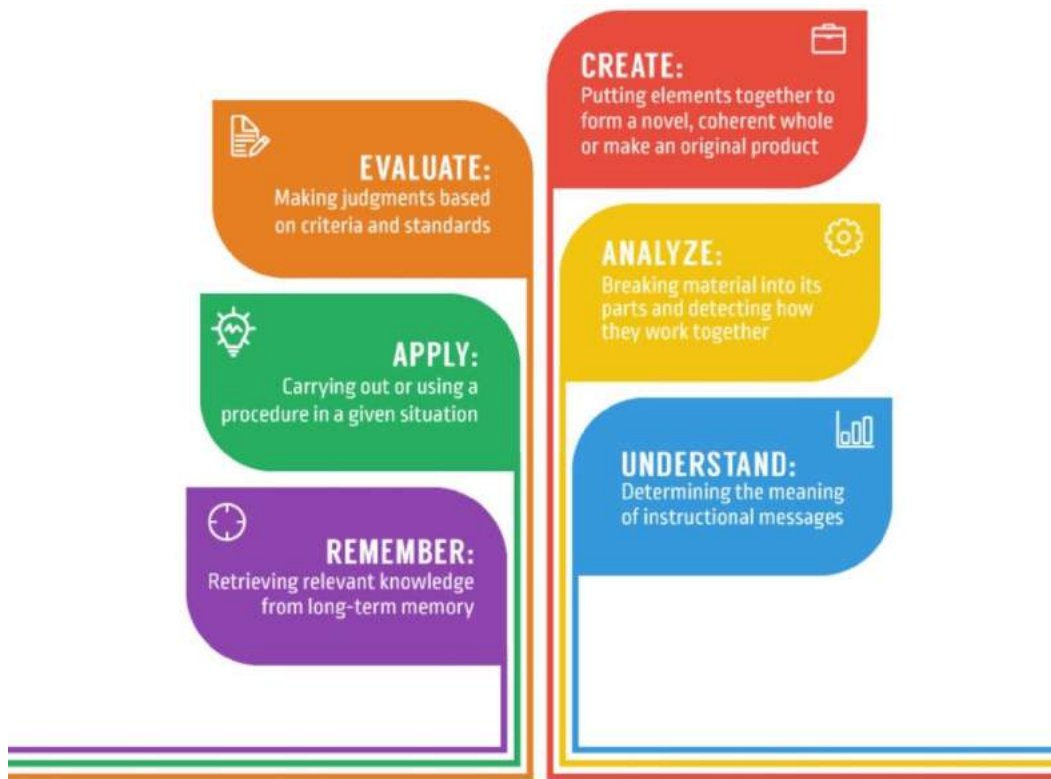 CREATE:
Putting elements together to
form a novel, coherent whole
or make an original product
EVALUATE:
Making judgments based
on criteria and standards
ANALYZE:
Breaking material into its
parts and detecting how
they work together
APPLY:
Carrying out or using a
procedure in a given situation
UNDERSTAND:
Determining the meaning
of instructional messages
REMEMBER:
Retrieving relevant knowledge
from long-term memory